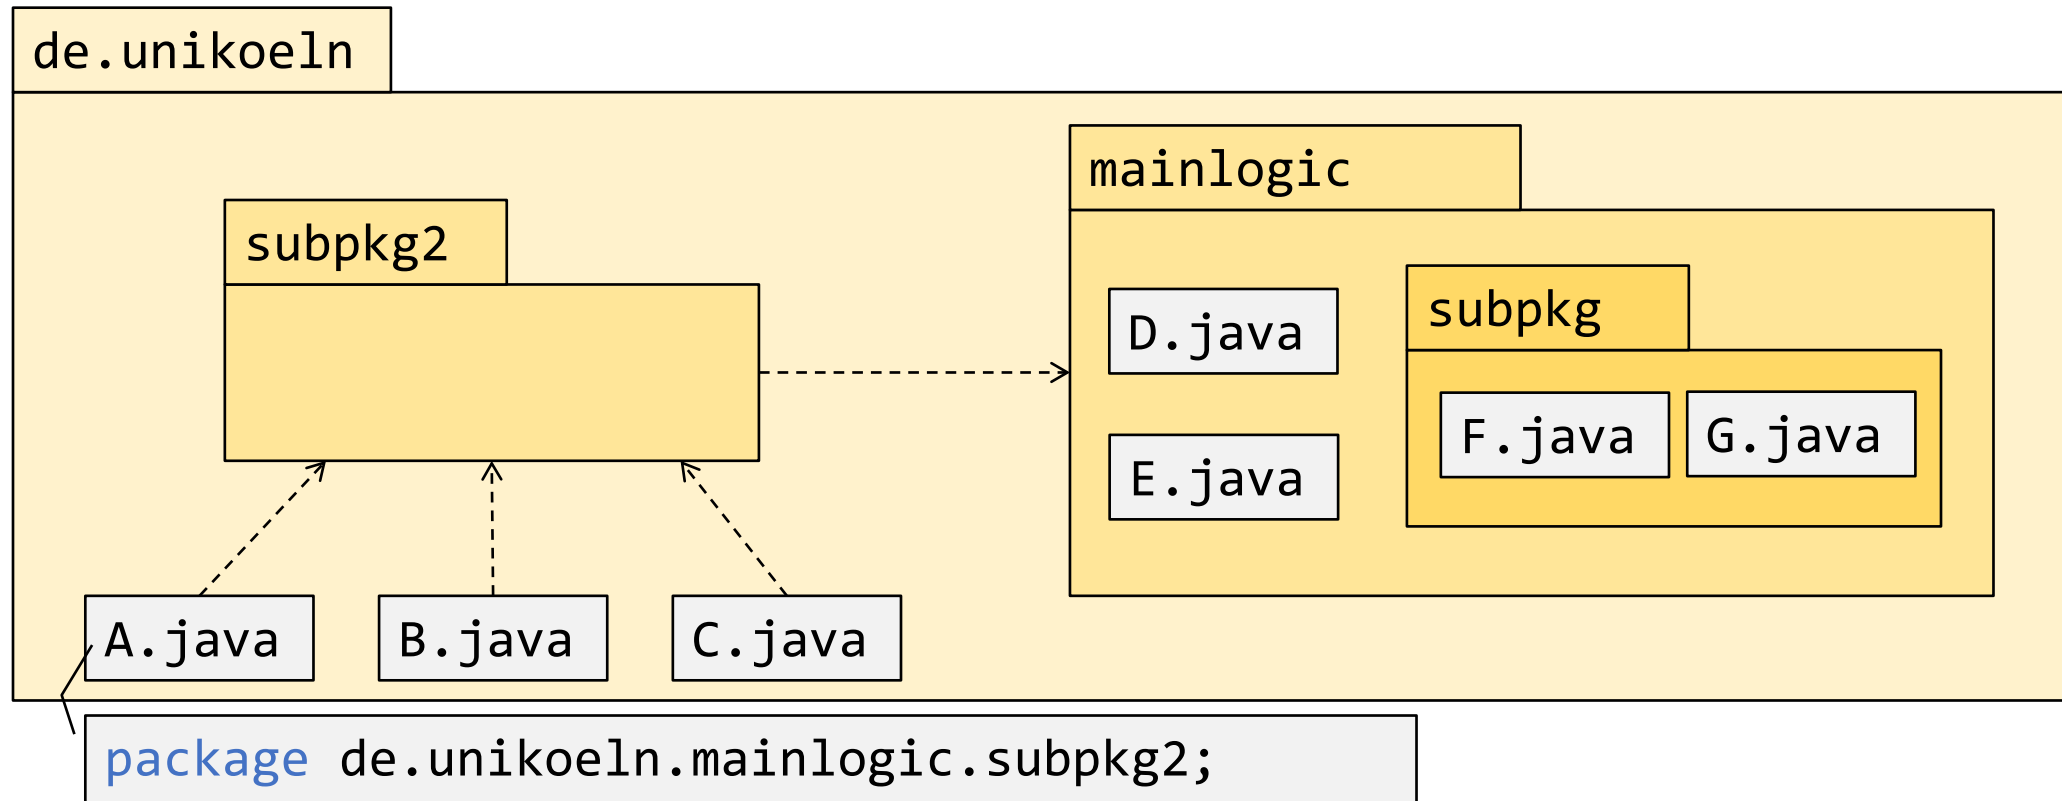 de.unikoeln
mainlogic
subpkg2
subpkg
D.java
F.java
G.java
E.java
A.java
B.java
C.java
package de.unikoeln.mainlogic.subpkg2;